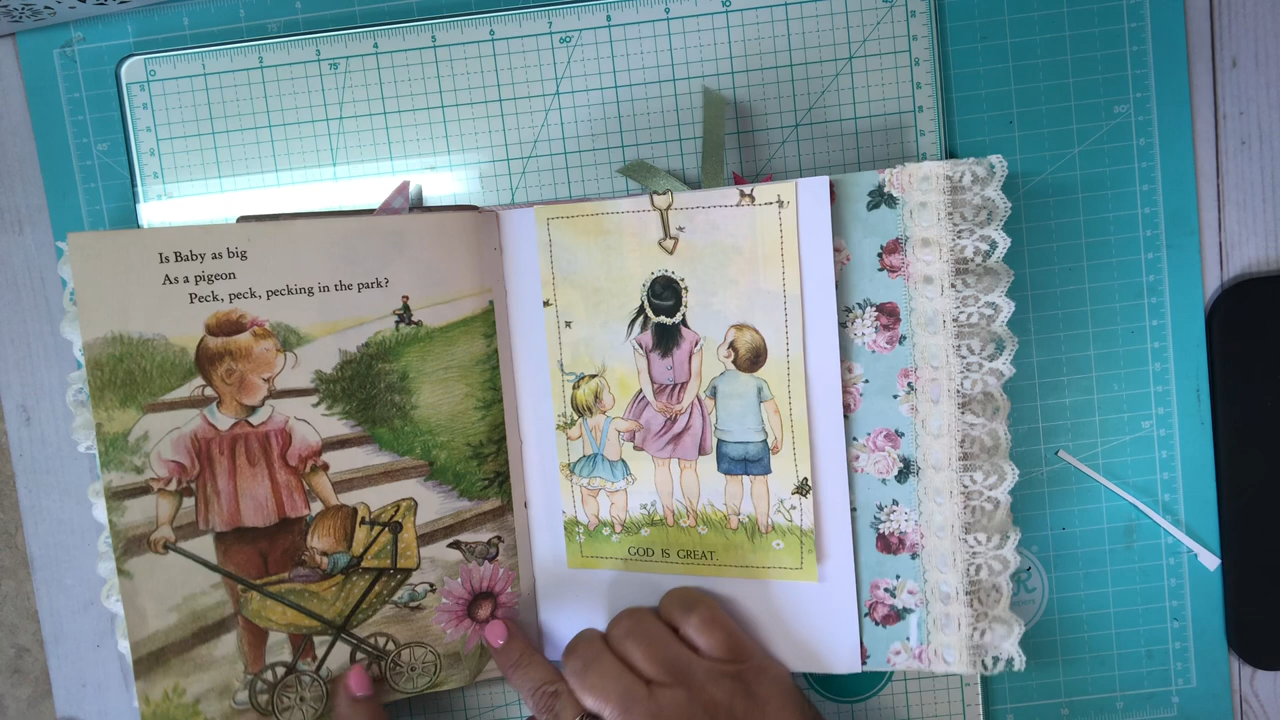 Is Baby as big
As a pigeon
Peck, peck, pecking in the park?
GOD IS GREAT.